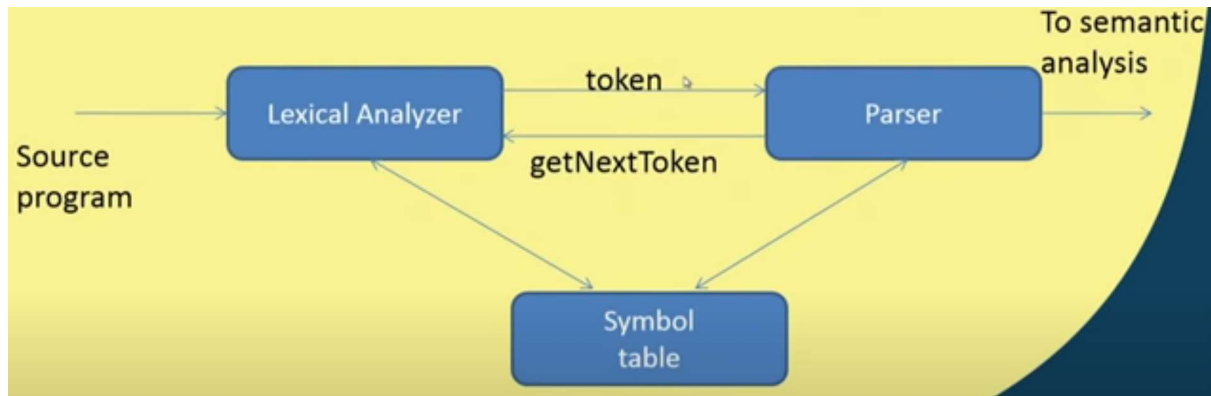 To semantic
analysis
token
Lexical Analyzer
Parser
Source
program
getNextToken
Symbol
table